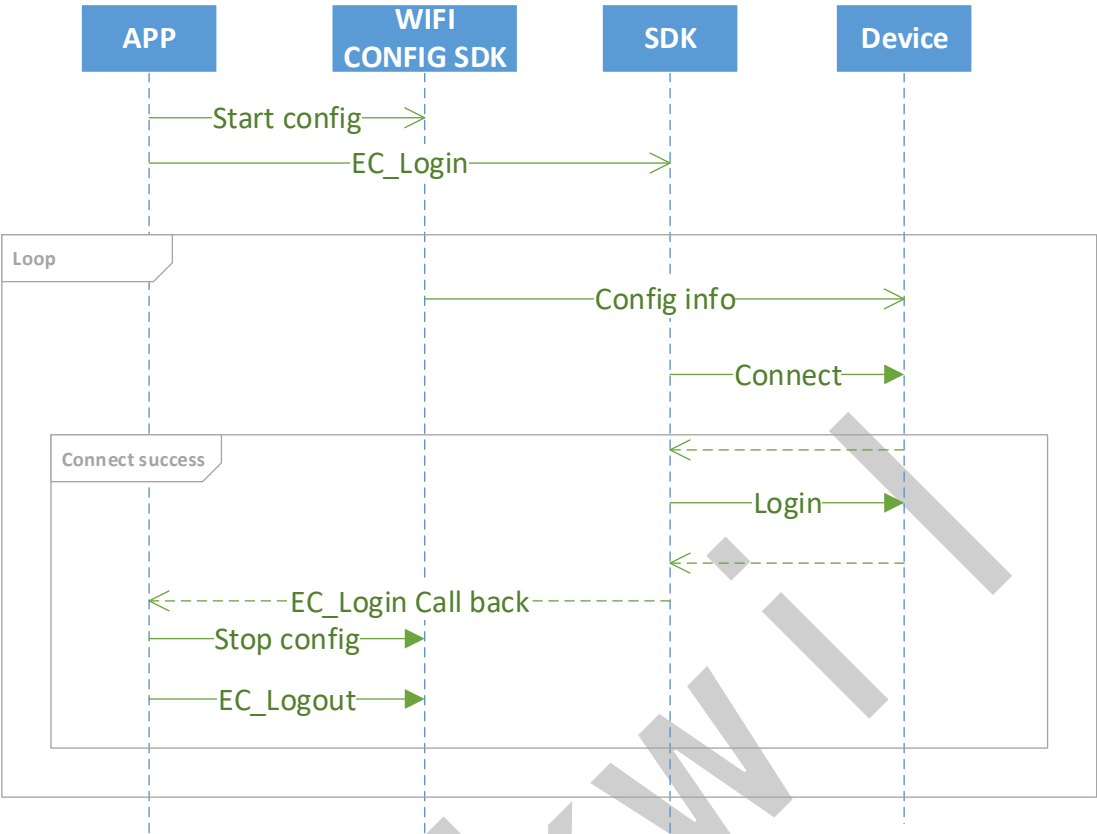 APP
WIFI
CONFIG SDK
SDK
Device
Start config
EC_Login
Loop
Config info
Connect
Connect success
Login
EC_Login Call back
Stop config
EC_Logout
k w i l